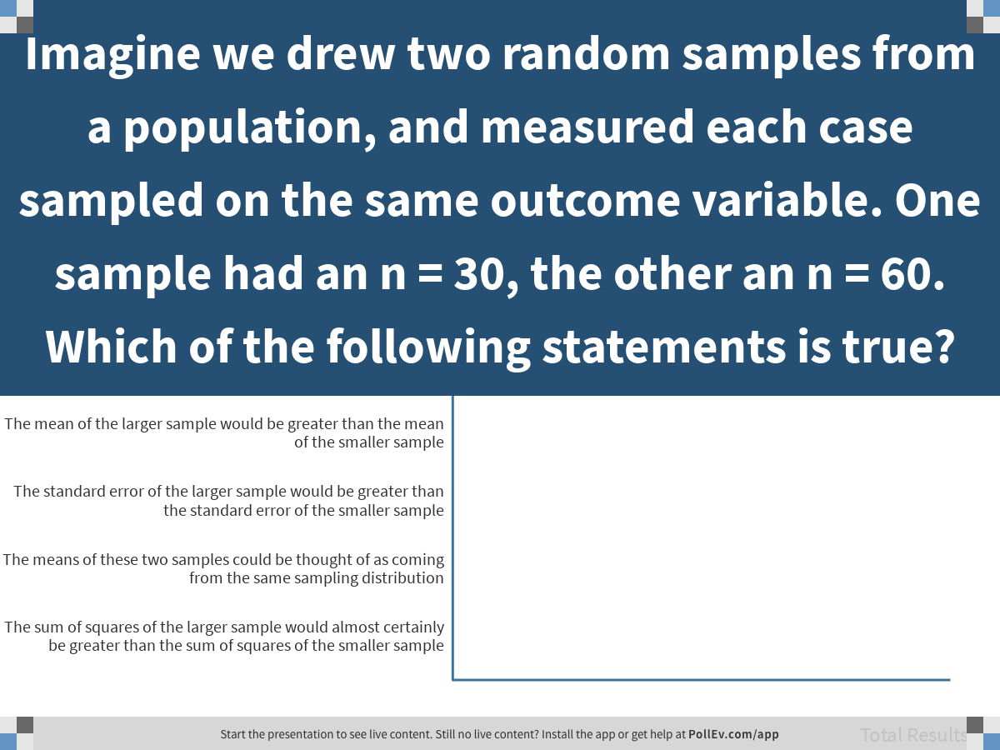 Imagine we drew two random samples from
a population, and measured each case
sampled on the same outcome variable. One
sample had an n = 30, the other an n = 60.
Which of the following statements is true?
The mean of the larger sample would be greater than the mean
of the smaller sample
The standard error of the larger sample would be greater than
the standard error of the smaller sample
The means of these two samples could be thought of as coming
from the same sampling distribution
The sum of squares of the larger sample would almost certainly
be greater than the sum of squares of the smaller sample
Start the presentation to see live content. Still no live content? Install the app or get help at PollEv.com/app
Total Results